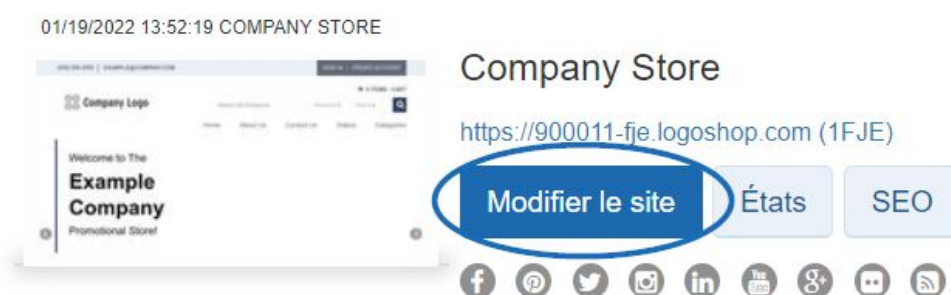 01/19/2022 13:52:19 COMPANY STORE
Company Logo
Welcome to The
Example
Company
Promotional Store!
Company Store
https://900011-fje.logoshop.com (1FJE)
Modifier le site
États
SEO